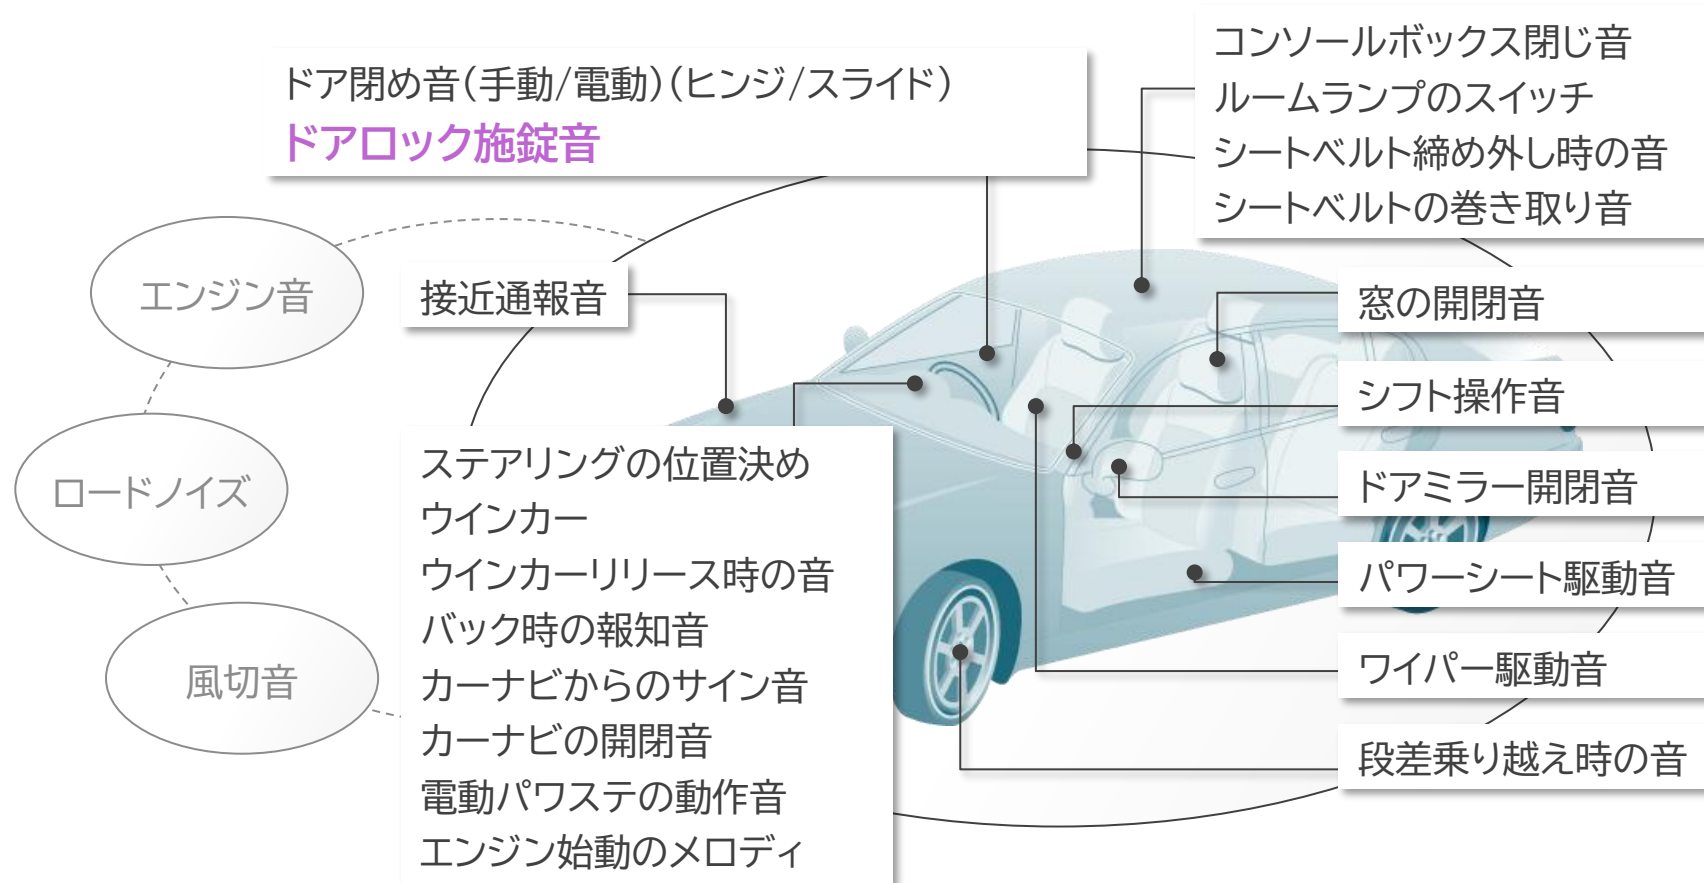 ドア閉め音(手動/電動)(ヒンジ/スライド)
ドアロック施錠音
コンソールボックス閉じ音
ルームランプのスイッチ
シートベルト締め外し時の音
シートベルトの巻き取り音
エンジン音
接近通報音
窓の開閉音
シフト操作音
ロードノイズ
ステアリングの位置決め
ウインカー
ウインカーリリース時の音
バック時の報知音
カーナビからのサイン音
カーナビの開閉音
電動パワステの動作音
エンジン始動のメロディ
ドアミラー開閉音
パワーシート駆動音
風切音
ワイパー駆動音
段差乗り越え時の音